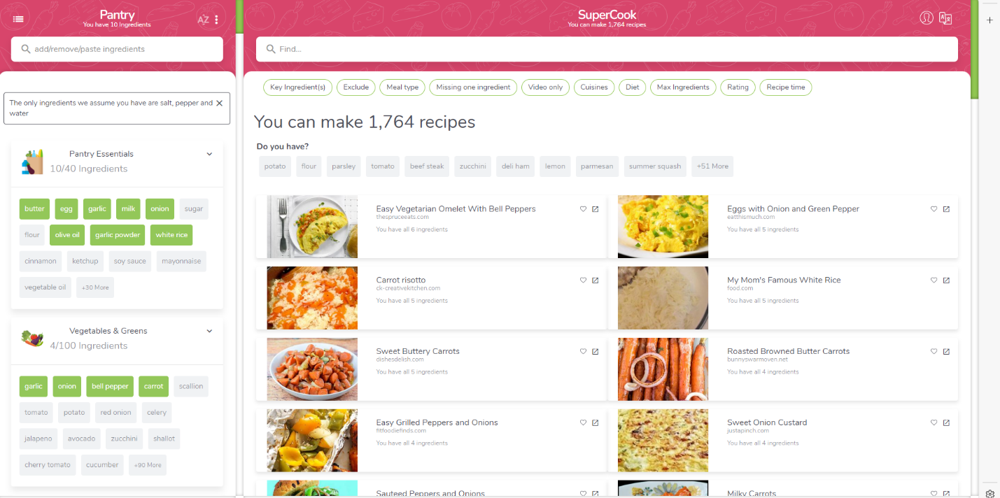 Pantry
You have 10 Ingredients
AZ
add/remove/paste ingredients
The only ingredients we assume you have are salt, pepper and
water
Pantry Essentials
10/40 Ingredients
butter egg garlic milk onion sugar
flour olive oil garlic powder white rice
cinnamon ketchup soy sauce mayonnaise
vegetable oil +30 More
Vegetables & Greens
4/100 Ingredients
garlic onion bell pepper carrot scallion
tomato potato red onion celery
jalapeno avocado zucchini shallot
cherry tomato cucumber +90 More
SuperCook
You can make 1,764 recipes
Find...
Key Ingredient(s) Exclude Meal type Missing one ingredient Video only Cuisines Diet Max Ingredients Rating Recipe time
You can make 1,764 recipes
Do you have?
potato flour parsley tomato beef steak zucchini deli ham lemon parmesan summer squash +51 More
Easy Vegetarian Omelet With Bell Peppers
thespruceeats.com
You have all 6 ingredients
Eggs with Onion and Green Pepper
eatthismuch.com
You have all 5 ingredients
Carrot risotto
ck-creativekitchen.com
You have all 5 ingredients
My Mom's Famous White Rice
food.com
You have all 5 ingredients
Sweet Buttery Carrots
dishesdelish.com
You have all 5 ingredients
Roasted Browned Butter Carrots
bunnyswarmoven.net
You have all 4 ingredients
Easy Grilled Peppers and Onions
fitfoodiefinds.com
You have all 4 ingredients
Sweet Onion Custard
justapinch.com
You have all 4 ingredients
Sauteed Peppers and Onions
Milky Carrots